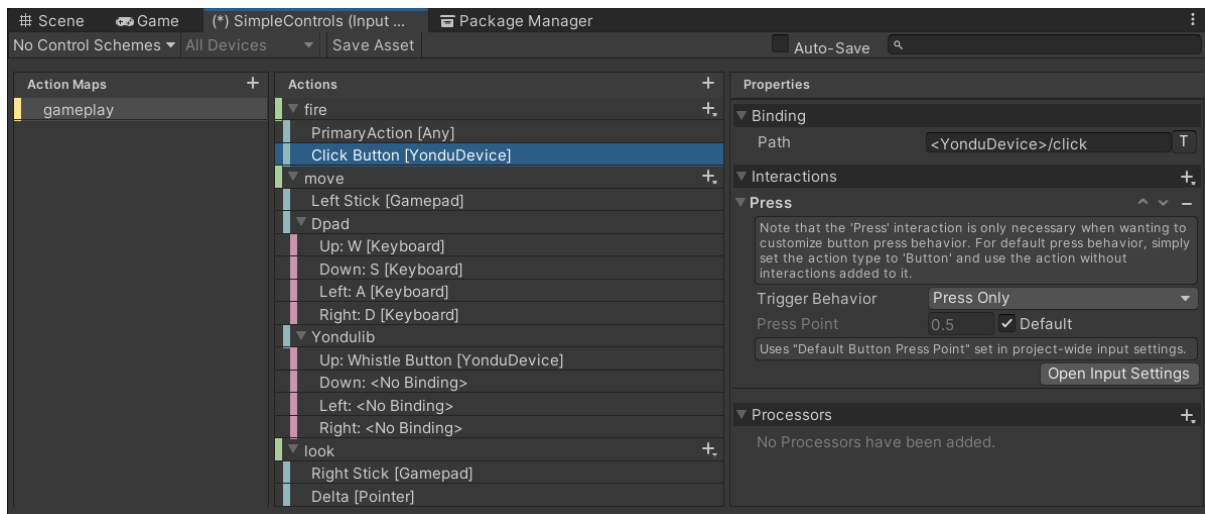 Scene Game (*) SimpleControls (Input ... Package Manager
No Control Schemes All Devices Save Asset Auto-Save
Action Maps +
gameplay
Actions +
fire +
PrimaryAction [Any]
Click Button [YonduDevice]
move +
Left Stick [Gamepad]
Dpad
Up: W [Keyboard]
Down: S [Keyboard]
Left: A [Keyboard]
Right: D [Keyboard]
Yondulib
Up: Whistle Button [YonduDevice]
Down: <No Binding>
Left: <No Binding>
Right: <No Binding>
look +
Right Stick [Gamepad]
Delta [Pointer]
Properties
Binding
Path <YonduDevice>/click T
Interactions +
Press
Note that the 'Press' interaction is only necessary when wanting to
customize button press behavior. For default press behavior, simply
set the action type to 'Button' and use the action without
interactions added to it.
Trigger Behavior Press Only
Press Point 0.5 Default
Uses "Default Button Press Point" set in project-wide input settings.
Open Input Settings
Processors +
No Processors have been added.